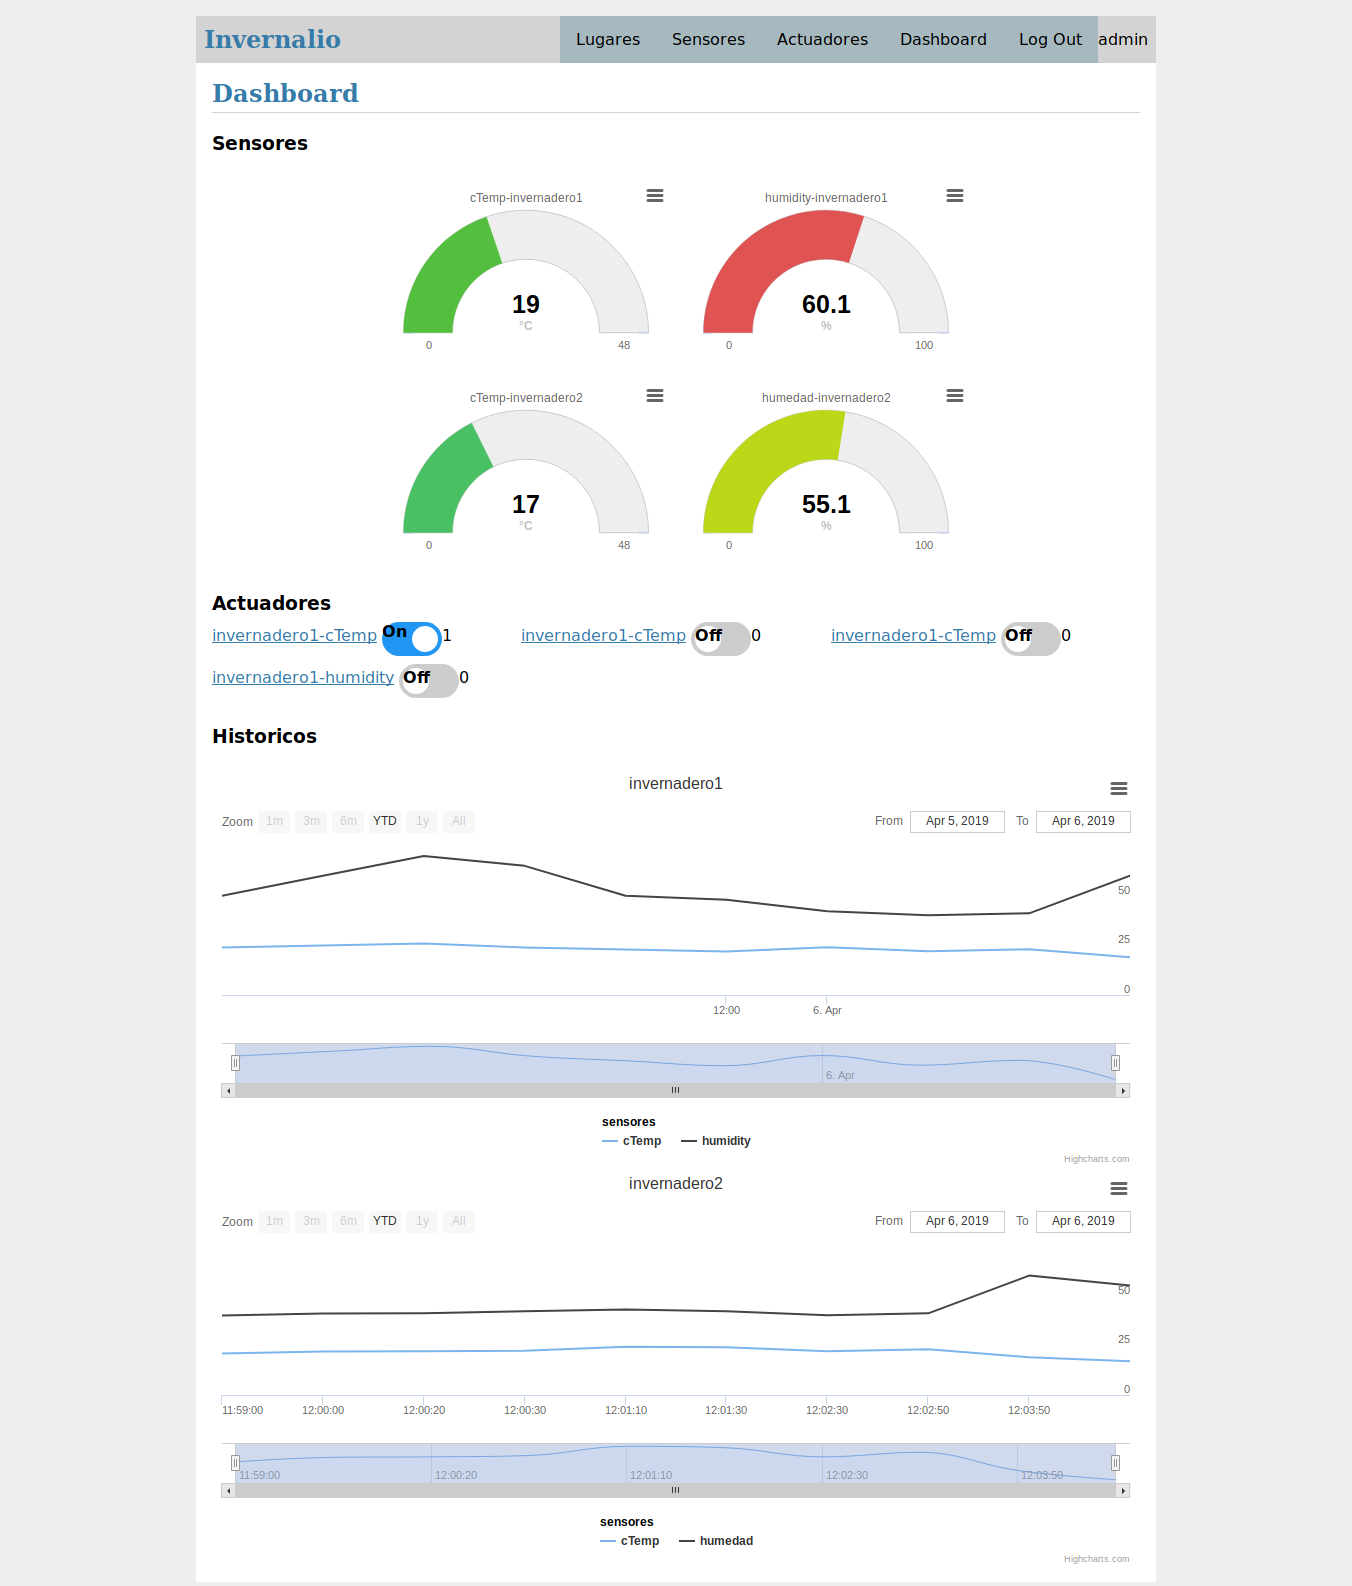 Invernalio Lugares Sensores Actuadores Dashboard Log Out admin
Dashboard
Sensores
cTemp-invernadero1
19
°C
0 48
humidity-invernadero1
60.1
%
0 100
cTemp-invernadero2
17
°C
0 48
humedad-invernadero2
55.1
%
0 100
Actuadores
invernadero1-cTemp On 1 invernadero1-cTemp Off 0 invernadero1-cTemp Off 0
invernadero1-humidity Off 0
Historicos
invernadero1
Zoom 1m 3m 6m YTD 1y All From Apr 5, 2019 To Apr 6, 2019
50
25
0
12:00 6. Apr
6. Apr
sensores
cTemp humidity
Highcharts.com
invernadero2
Zoom 1m 3m 6m YTD 1y All From Apr 6, 2019 To Apr 6, 2019
50
25
0
11:59:00 12:00:00 12:00:20 12:00:30 12:01:10 12:01:30 12:02:30 12:02:50 12:03:50
11:59:00 12:00:20 12:01:10 12:02:30 12:03:50
sensores
cTemp humedad
Highcharts.com